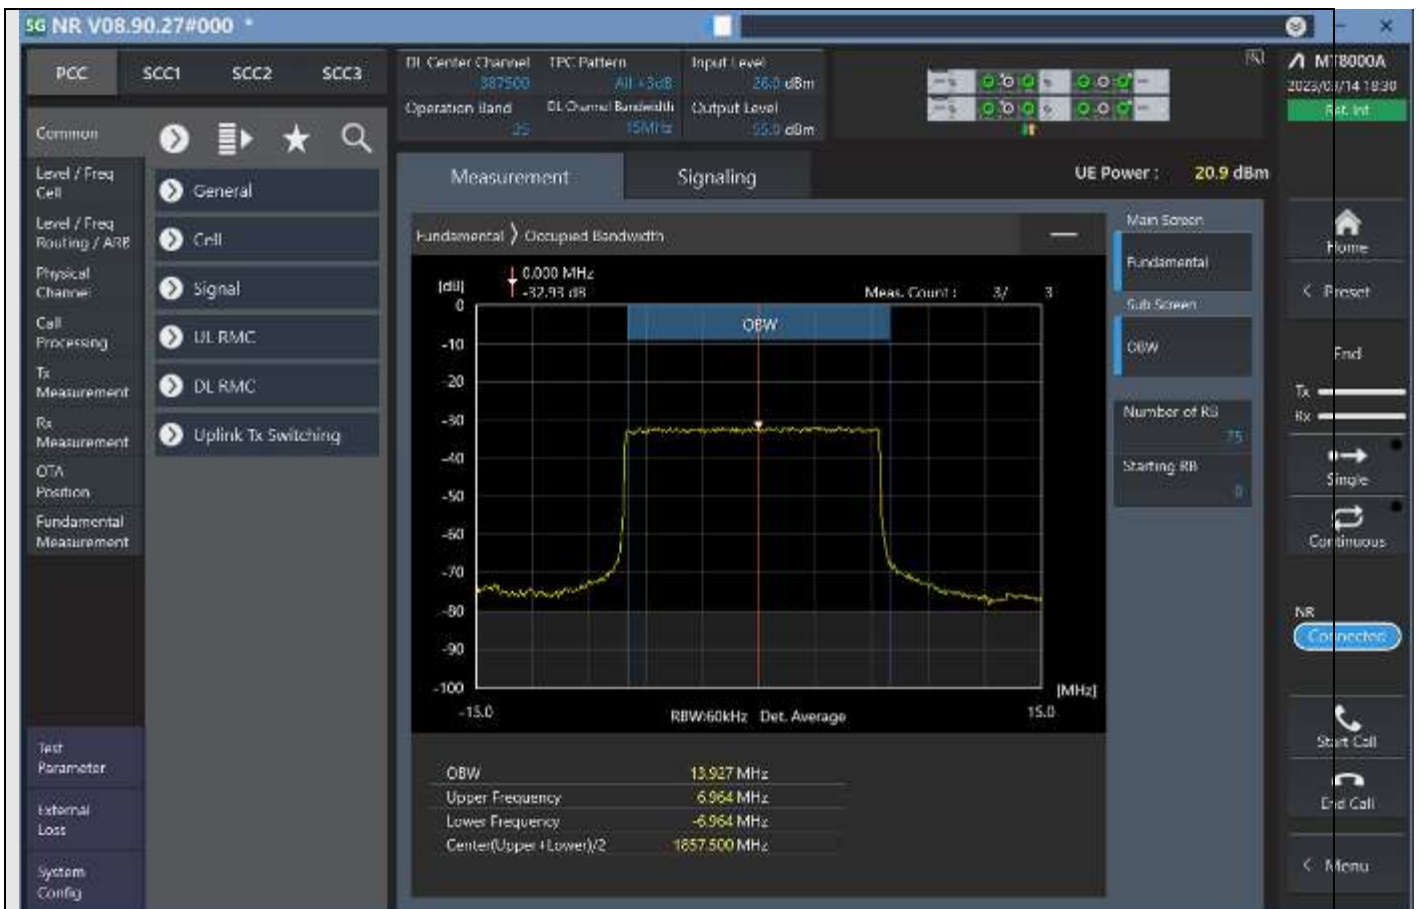 5G NR V08.90.27#000 *
PCC SCC1 SCC2 SCC3
DL Center Channel TPC Pattern Input Level
387500 All +3dB 26.0 dBm
Operation Band DL Channel Bandwidth Output Level
25 15MHz -55.0 dBm
MT8000A
18:30
Common
Level / Freq
Cell
Level / Freq
Routing / ARB
Physical
Channel
Call
Processing
Tx
Measurement
Rx
Measurement
OTA
Position
Fundamental
Measurement
Test
Parameter
External
Loss
System
Config
General
Cell
Signal
UL RMC
DL RMC
Uplink Tx Switching
Measurement Signaling
UE Power : 20.9 dBm
Fundamental Occupied Bandwidth
[dB]
0.000 MHz
-32.93 dB
Meas. Count : 3/ 3
OBW
0
-10
-20
-30
-40
-50
-60
-70
-80
-90
-100
-15.0 15.0
[MHz]
RBW:60kHz Det. Average
OBW 13.927 MHz
Upper Frequency 6.964 MHz
Lower Frequency -6.964 MHz
Center(Upper+Lower)/2 1857.500 MHz
Main Screen
Fundamental
Sub Screen
OBW
Number of RB
75
Starting RB
0
Home
< Preset
End
Tx
Rx
Single
Continuous
NR
Connected
Start Call
End Call
< Menu